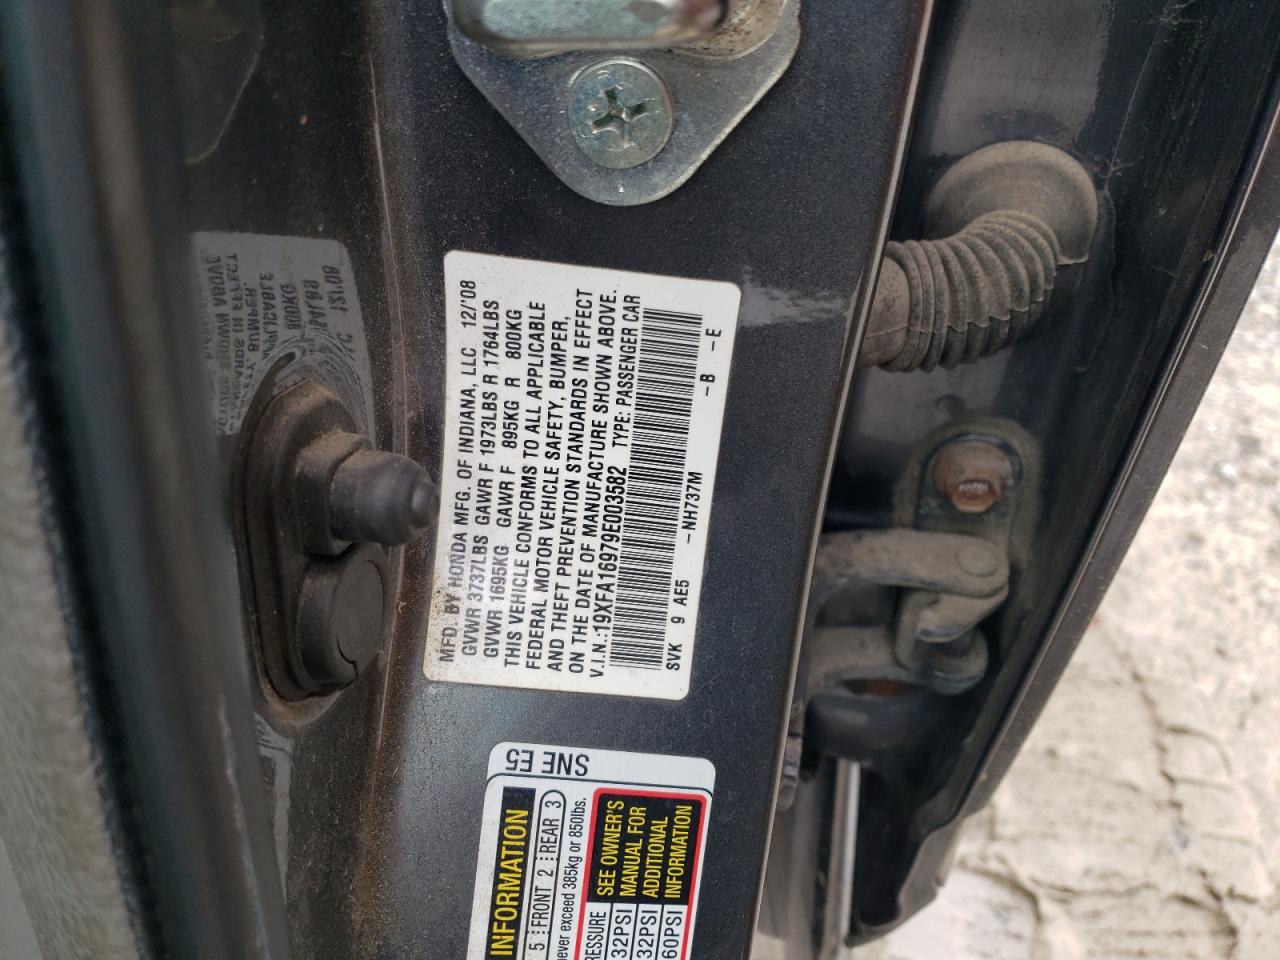 MFD. BY HONDA MFG. OF INDIANA, LLC 12/'08
GVWR 3737LBS GAWR F 1973LBS R 1764LBS
GVWR 1695KG GAWR F 895KG R 800KG
THIS VEHICLE CONFORMS TO ALL APPLICABLE
FEDERAL MOTOR VEHICLE SAFETY, BUMPER,
AND THEFT PREVENTION STANDARDS IN EFFECT
ON THE DATE OF MANUFACTURE SHOWN ABOVE.
V.I.N.:19XFA16979E003582 TYPE: PASSENGER CAR
SVK 9 AE5 -NH737M -B -E
SNE E5
INFORMATION
5 FRONT 2 REAR 3
never exceed 385kg or 850lbs.
32PSI
32PSI
60PSI
SEE OWNER'S
MANUAL FOR
ADDITIONAL
INFORMATION